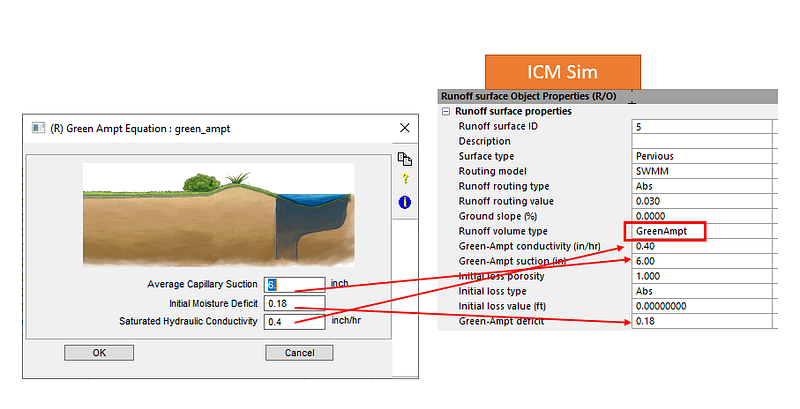 ICM Sim
(R) Green Ampt Equation : green_ampt
?
i
Average Capillary Suction 6. inch
Initial Moisture Deficit 0.18
Saturated Hydraulic Conductivity 0.4 inch/hr
OK Cancel
Runoff surface Object Properties (R/O)
Runoff surface properties
Runoff surface ID 5
Description
Surface type Pervious
Routing model SWMM
Runoff routing type Abs
Runoff routing value 0.030
Ground slope (%) 0.0000
Runoff volume type GreenAmpt
Green-Ampt conductivity (in/hr) 0.40
Green-Ampt suction (in) 6.00
Initial loss porosity 1.000
Initial loss type Abs
Initial loss value (ft) 0.00000000
Green-Ampt deficit 0.18